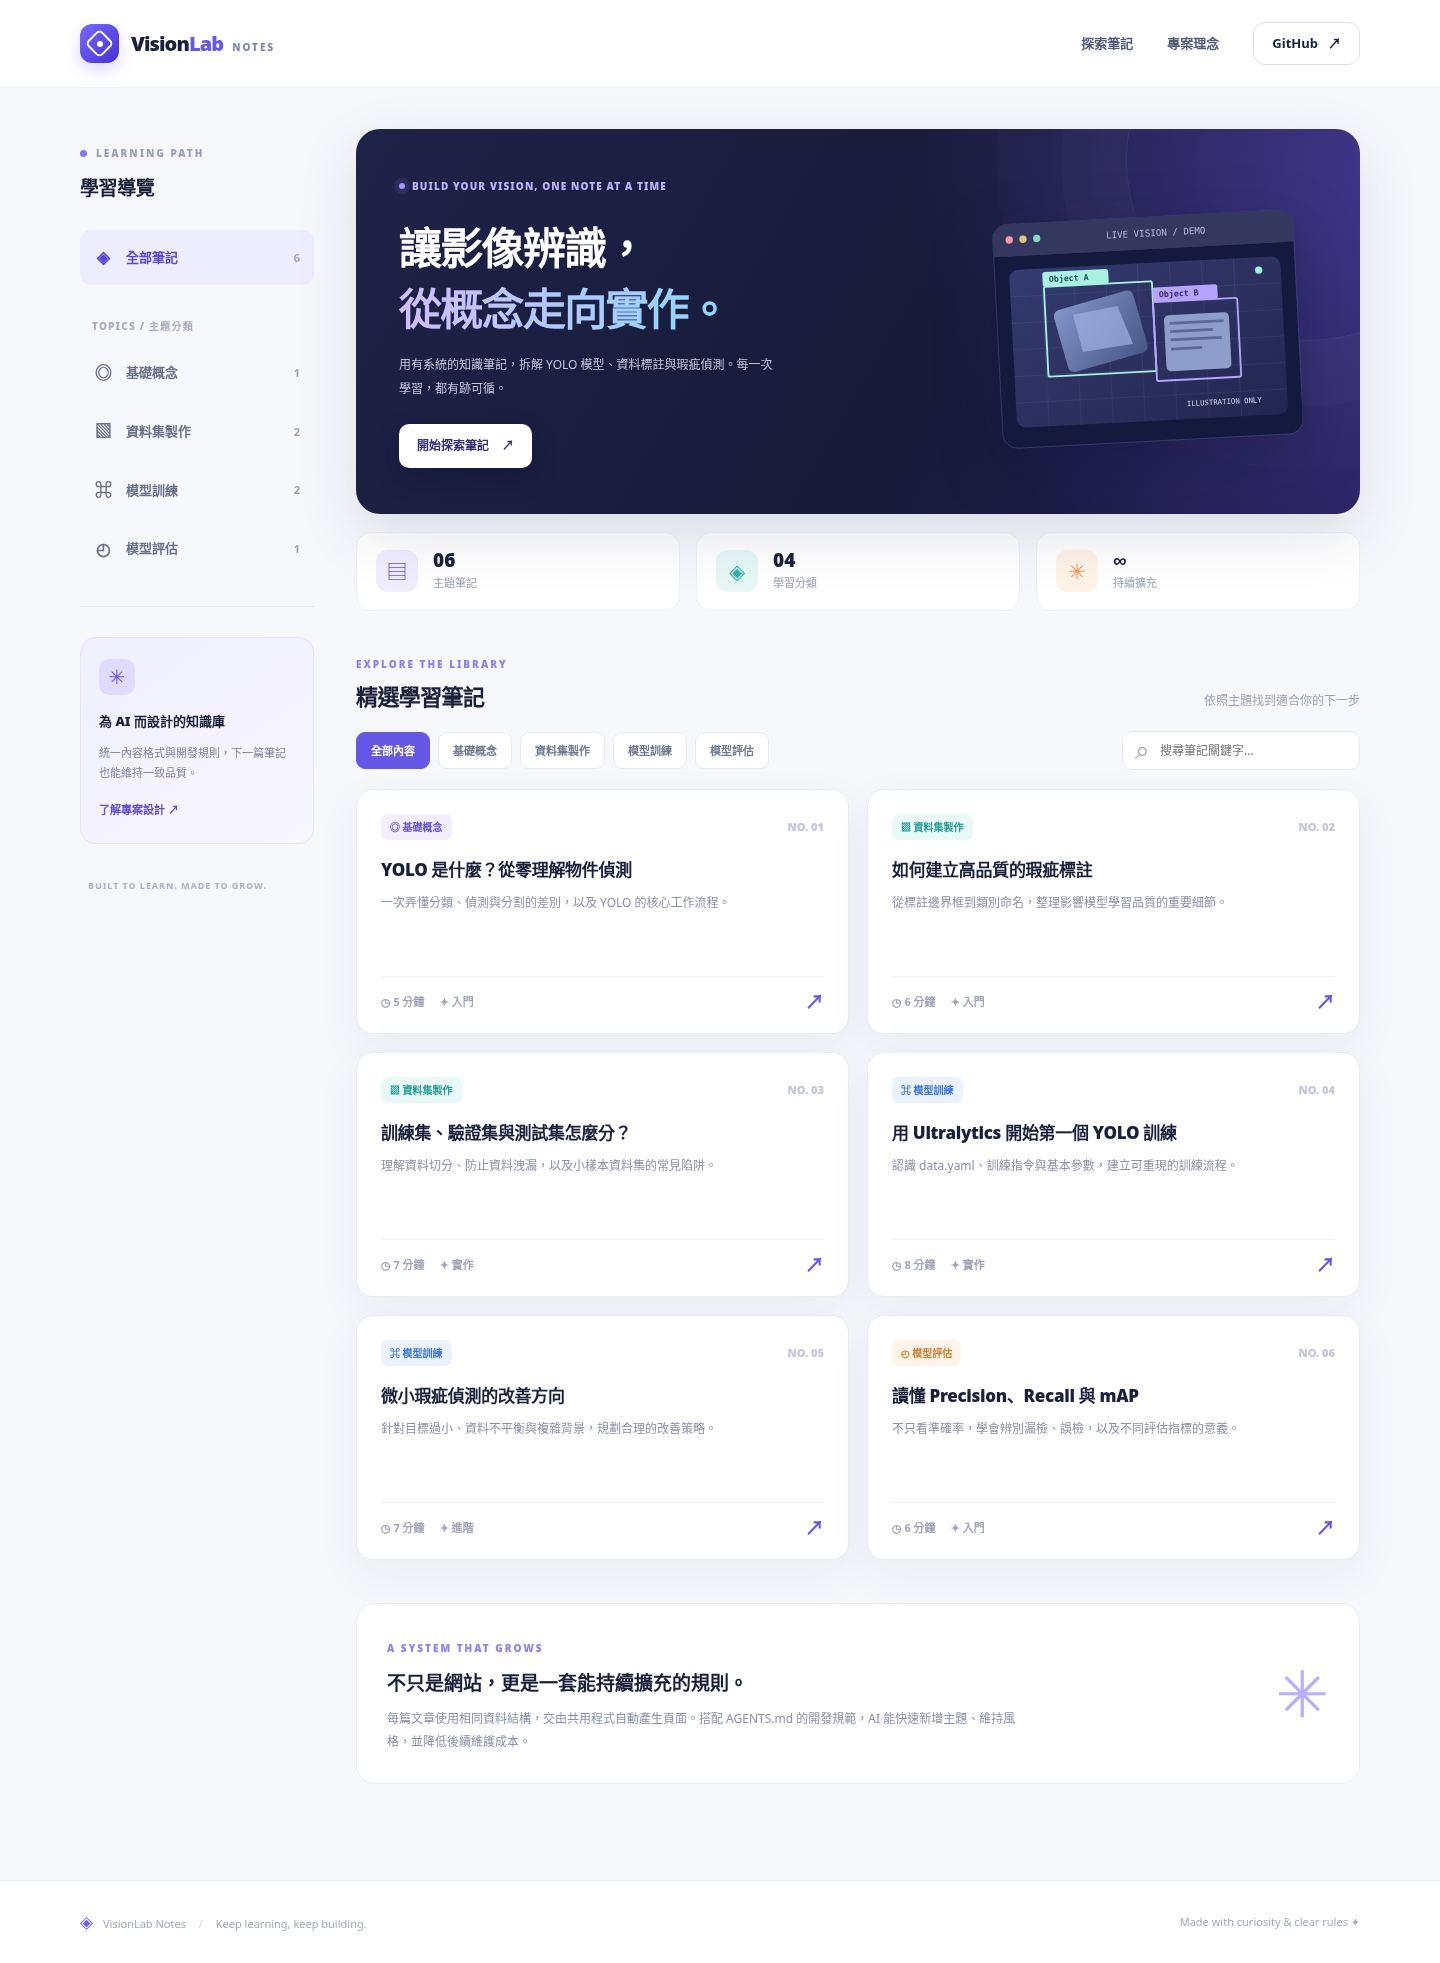 VisionLab NOTES
探索筆記
專案理念
GitHub ↗
LEARNING PATH
學習導覽
全部筆記 6
TOPICS / 主題分類
基礎概念 1
資料集製作 2
模型訓練 2
模型評估 1
為 AI 而設計的知識庫
統一內容格式與開發規則，下一篇筆記
也能維持一致品質。
了解專案設計 ↗
BUILT TO LEARN. MADE TO GROW.
BUILD YOUR VISION, ONE NOTE AT A TIME
讓影像辨識，
從概念走向實作。
用有系統的知識筆記，拆解 YOLO 模型、資料標註與瑕疵偵測。每一次
學習，都有跡可循。
開始探索筆記 ↗
LIVE VISION / DEMO
Object A
Object B
ILLUSTRATION ONLY
06
主題筆記
04
學習分類
∞
持續擴充
EXPLORE THE LIBRARY
精選學習筆記
依照主題找到適合你的下一步
全部內容
基礎概念
資料集製作
模型訓練
模型評估
搜尋筆記關鍵字...
基礎概念 NO. 01
YOLO 是什麼？從零理解物件偵測
一次弄懂分類、偵測與分割的差別，以及 YOLO 的核心工作流程。
5 分鐘 ✦ 入門 ↗
資料集製作 NO. 02
如何建立高品質的瑕疵標註
從標註邊界框到類別命名，整理影響模型學習品質的重要細節。
6 分鐘 ✦ 入門 ↗
資料集製作 NO. 03
訓練集、驗證集與測試集怎麼分？
理解資料切分、防止資料洩漏，以及小樣本資料集的常見陷阱。
7 分鐘 ✦ 實作 ↗
模型訓練 NO. 04
用 Ultralytics 開始第一個 YOLO 訓練
認識 data.yaml、訓練指令與基本參數，建立可重現的訓練流程。
8 分鐘 ✦ 實作 ↗
模型訓練 NO. 05
微小瑕疵偵測的改善方向
針對目標過小、資料不平衡與複雜背景，規劃合理的改善策略。
7 分鐘 ✦ 進階 ↗
模型評估 NO. 06
讀懂 Precision、Recall 與 mAP
不只看準確率，學會辨別漏檢、誤檢，以及不同評估指標的意義。
6 分鐘 ✦ 入門 ↗
A SYSTEM THAT GROWS
不只是網站，更是一套能持續擴充的規則。
每篇文章使用相同資料結構，交由共用程式自動產生頁面。搭配 AGENTS.md 的開發規範，AI 能快速新增主題、維持風
格，並降低後續維護成本。
VisionLab Notes / Keep learning, keep building.
Made with curiosity & clear rules ✦